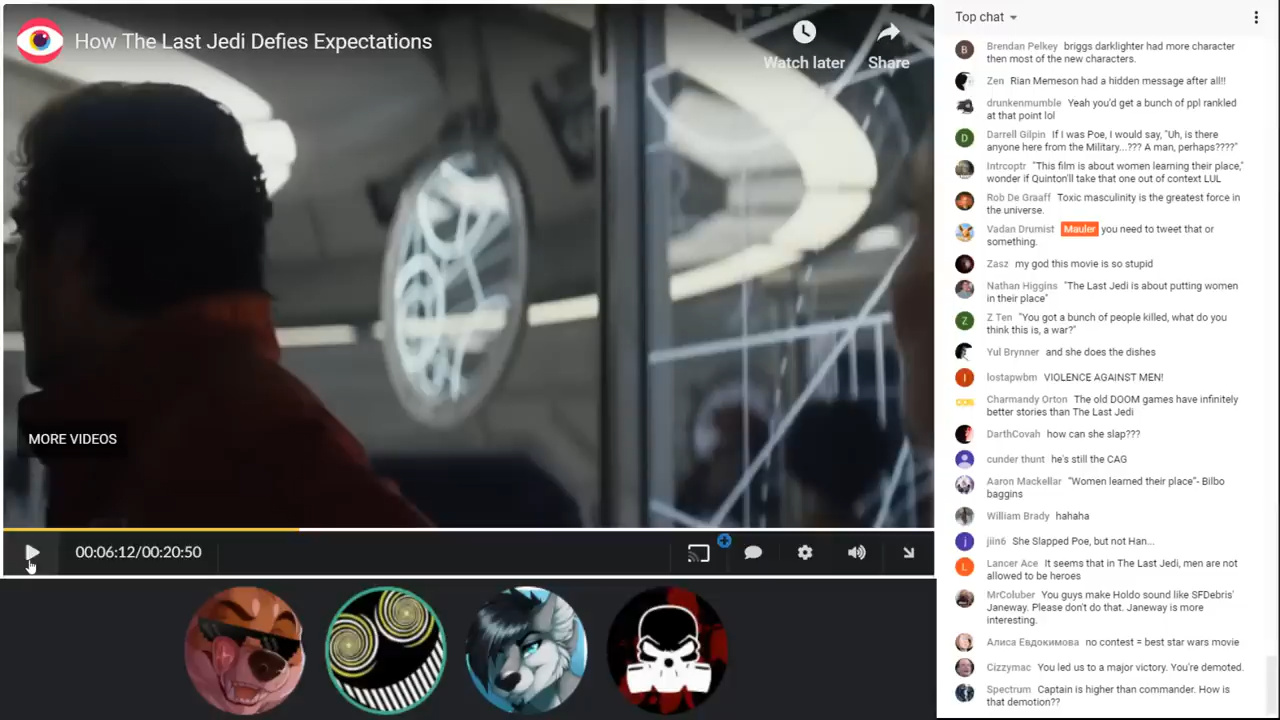 How The Last Jedi Defies Expectations
Watch later
Share
MORE VIDEOS
00:06:12/00:20:50
Top chat
B
Brendan Pelkey briggs darklighter had more character
then most of the new characters.
Zen Rian Memeson had a hidden message after all!!
drunkenmumble Yeah you'd get a bunch of ppl rankled
at that point lol
D
Darrell Gilpin If I was Poe, I would say, "Uh, is there
anyone here from the Military...??? A man, perhaps????"
Intrcoptr "This film is about women learning their place,"
wonder if Quinton'll take that one out of context LUL
Rob De Graaff Toxic masculinity is the greatest force in
the universe.
Vadan Drumist Mauler you need to tweet that or
something.
Zasz my god this movie is so stupid
Nathan Higgins "The Last Jedi is about putting women
in their place"
Z
Z Ten "You got a bunch of people killed, what do you
think this is, a war?"
Yul Brynner and she does the dishes
l
lostapwbm VIOLENCE AGAINST MEN!
Charmandy Orton The old DOOM games have infinitely
better stories than The Last Jedi
DarthCovah how can she slap???
cunder thunt he's still the CAG
Aaron Mackellar "Women learned their place"- Bilbo
baggins
William Brady hahaha
j
jiin6 She Slapped Poe, but not Han...
L
Lancer Ace It seems that in The Last Jedi, men are not
allowed to be heroes
MrColuber You guys make Holdo sound like SFDebris'
Janeway. Please don't do that. Janeway is more
interesting.
Алиса Евдокимова no contest = best star wars movie
Cizzymac You led us to a major victory. You're demoted.
Spectrum Captain is higher than commander. How is
that demotion??